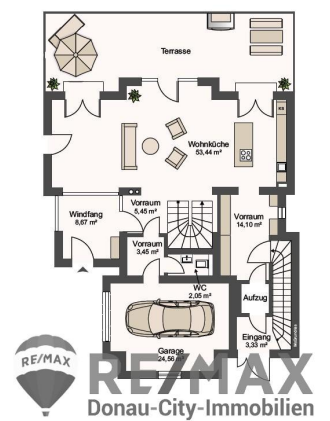 Terrasse
Wohnküche
53,44 m²
Windfang
8,67 m²
Vorraum
5,45 m²
Vorraum
14,10 m²
Vorraum
3,45 m²
WC
2,05 m²
Aufzug
Eingang
3,33 m²
Garage
24,56 m²
RE/MAX
RE/MAX
Donau-City-Immobilien